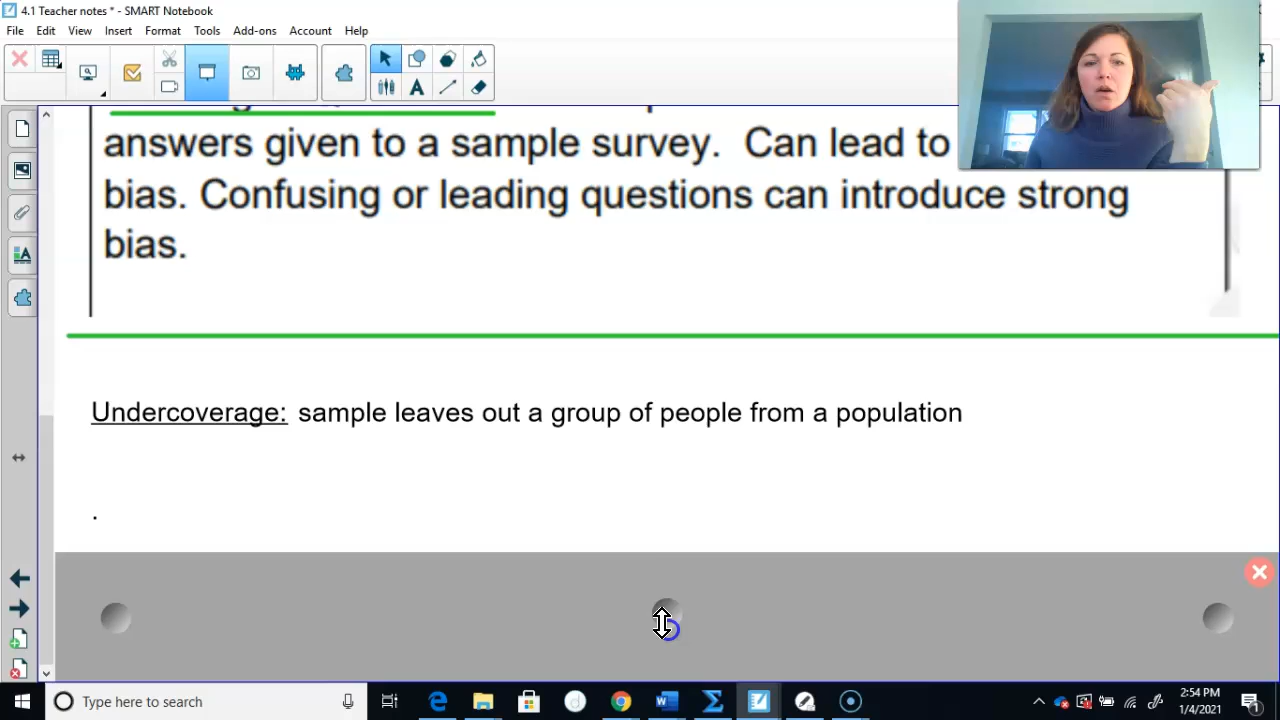 4.1 Teacher notes * - SMART Notebook
File Edit View Insert Format Tools Add-ons Account Help
answers given to a sample survey. Can lead to
bias. Confusing or leading questions can introduce strong
bias.
Undercoverage: sample leaves out a group of people from a population
.
Type here to search
2:54 PM
1/4/2021